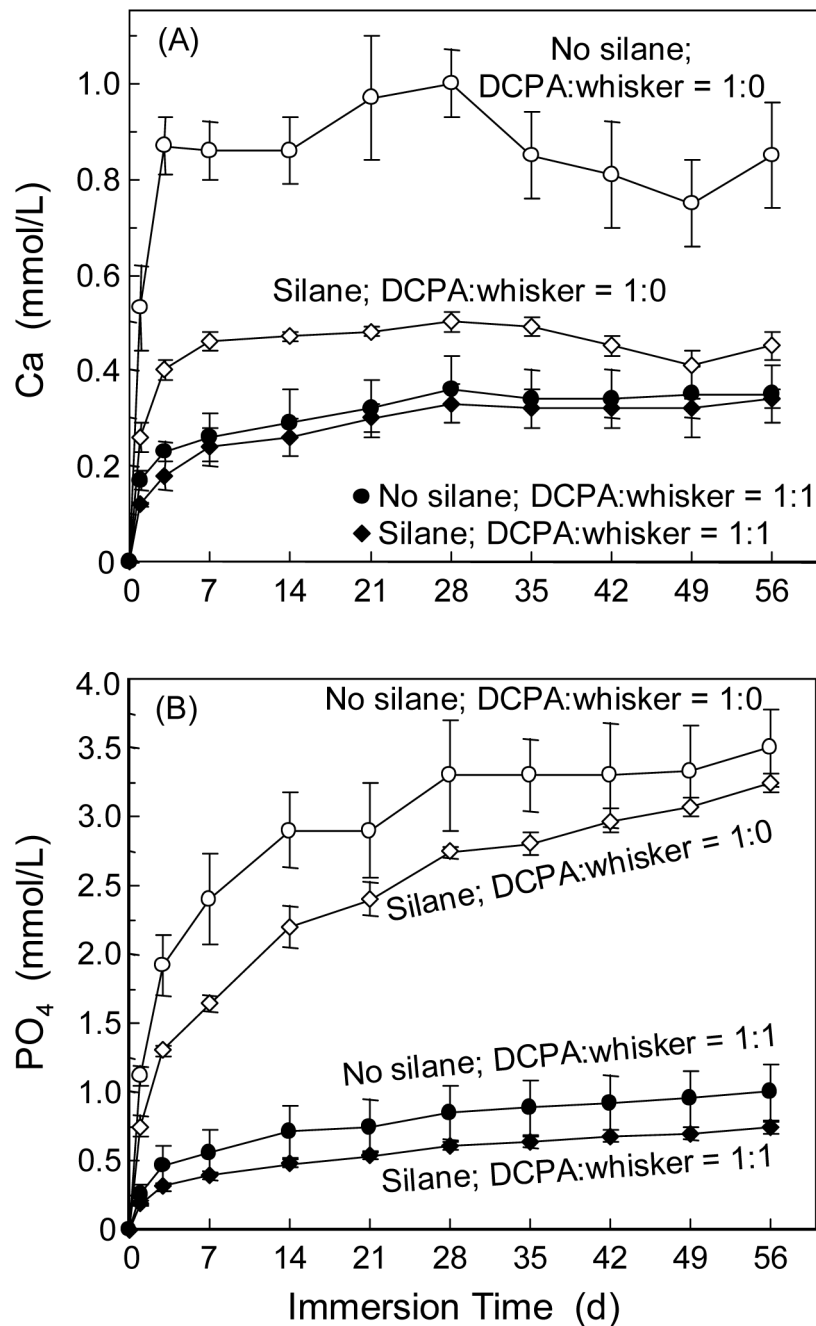 (A)
No silane;
DCPA:whisker = 1:0
Silane; DCPA:whisker = 1:0
No silane; DCPA:whisker = 1:1
Silane; DCPA:whisker = 1:1
Ca (mmol/L)
1.0
0.8
0.6
0.4
0.2
0
0 7 14 21 28 35 42 49 56
(B)
No silane; DCPA:whisker = 1:0
Silane; DCPA:whisker = 1:0
No silane; DCPA:whisker = 1:1
Silane; DCPA:whisker = 1:1
PO4 (mmol/L)
4.0
3.5
3.0
2.5
2.0
1.5
1.0
0.5
0
0 7 14 21 28 35 42 49 56
Immersion Time (d)